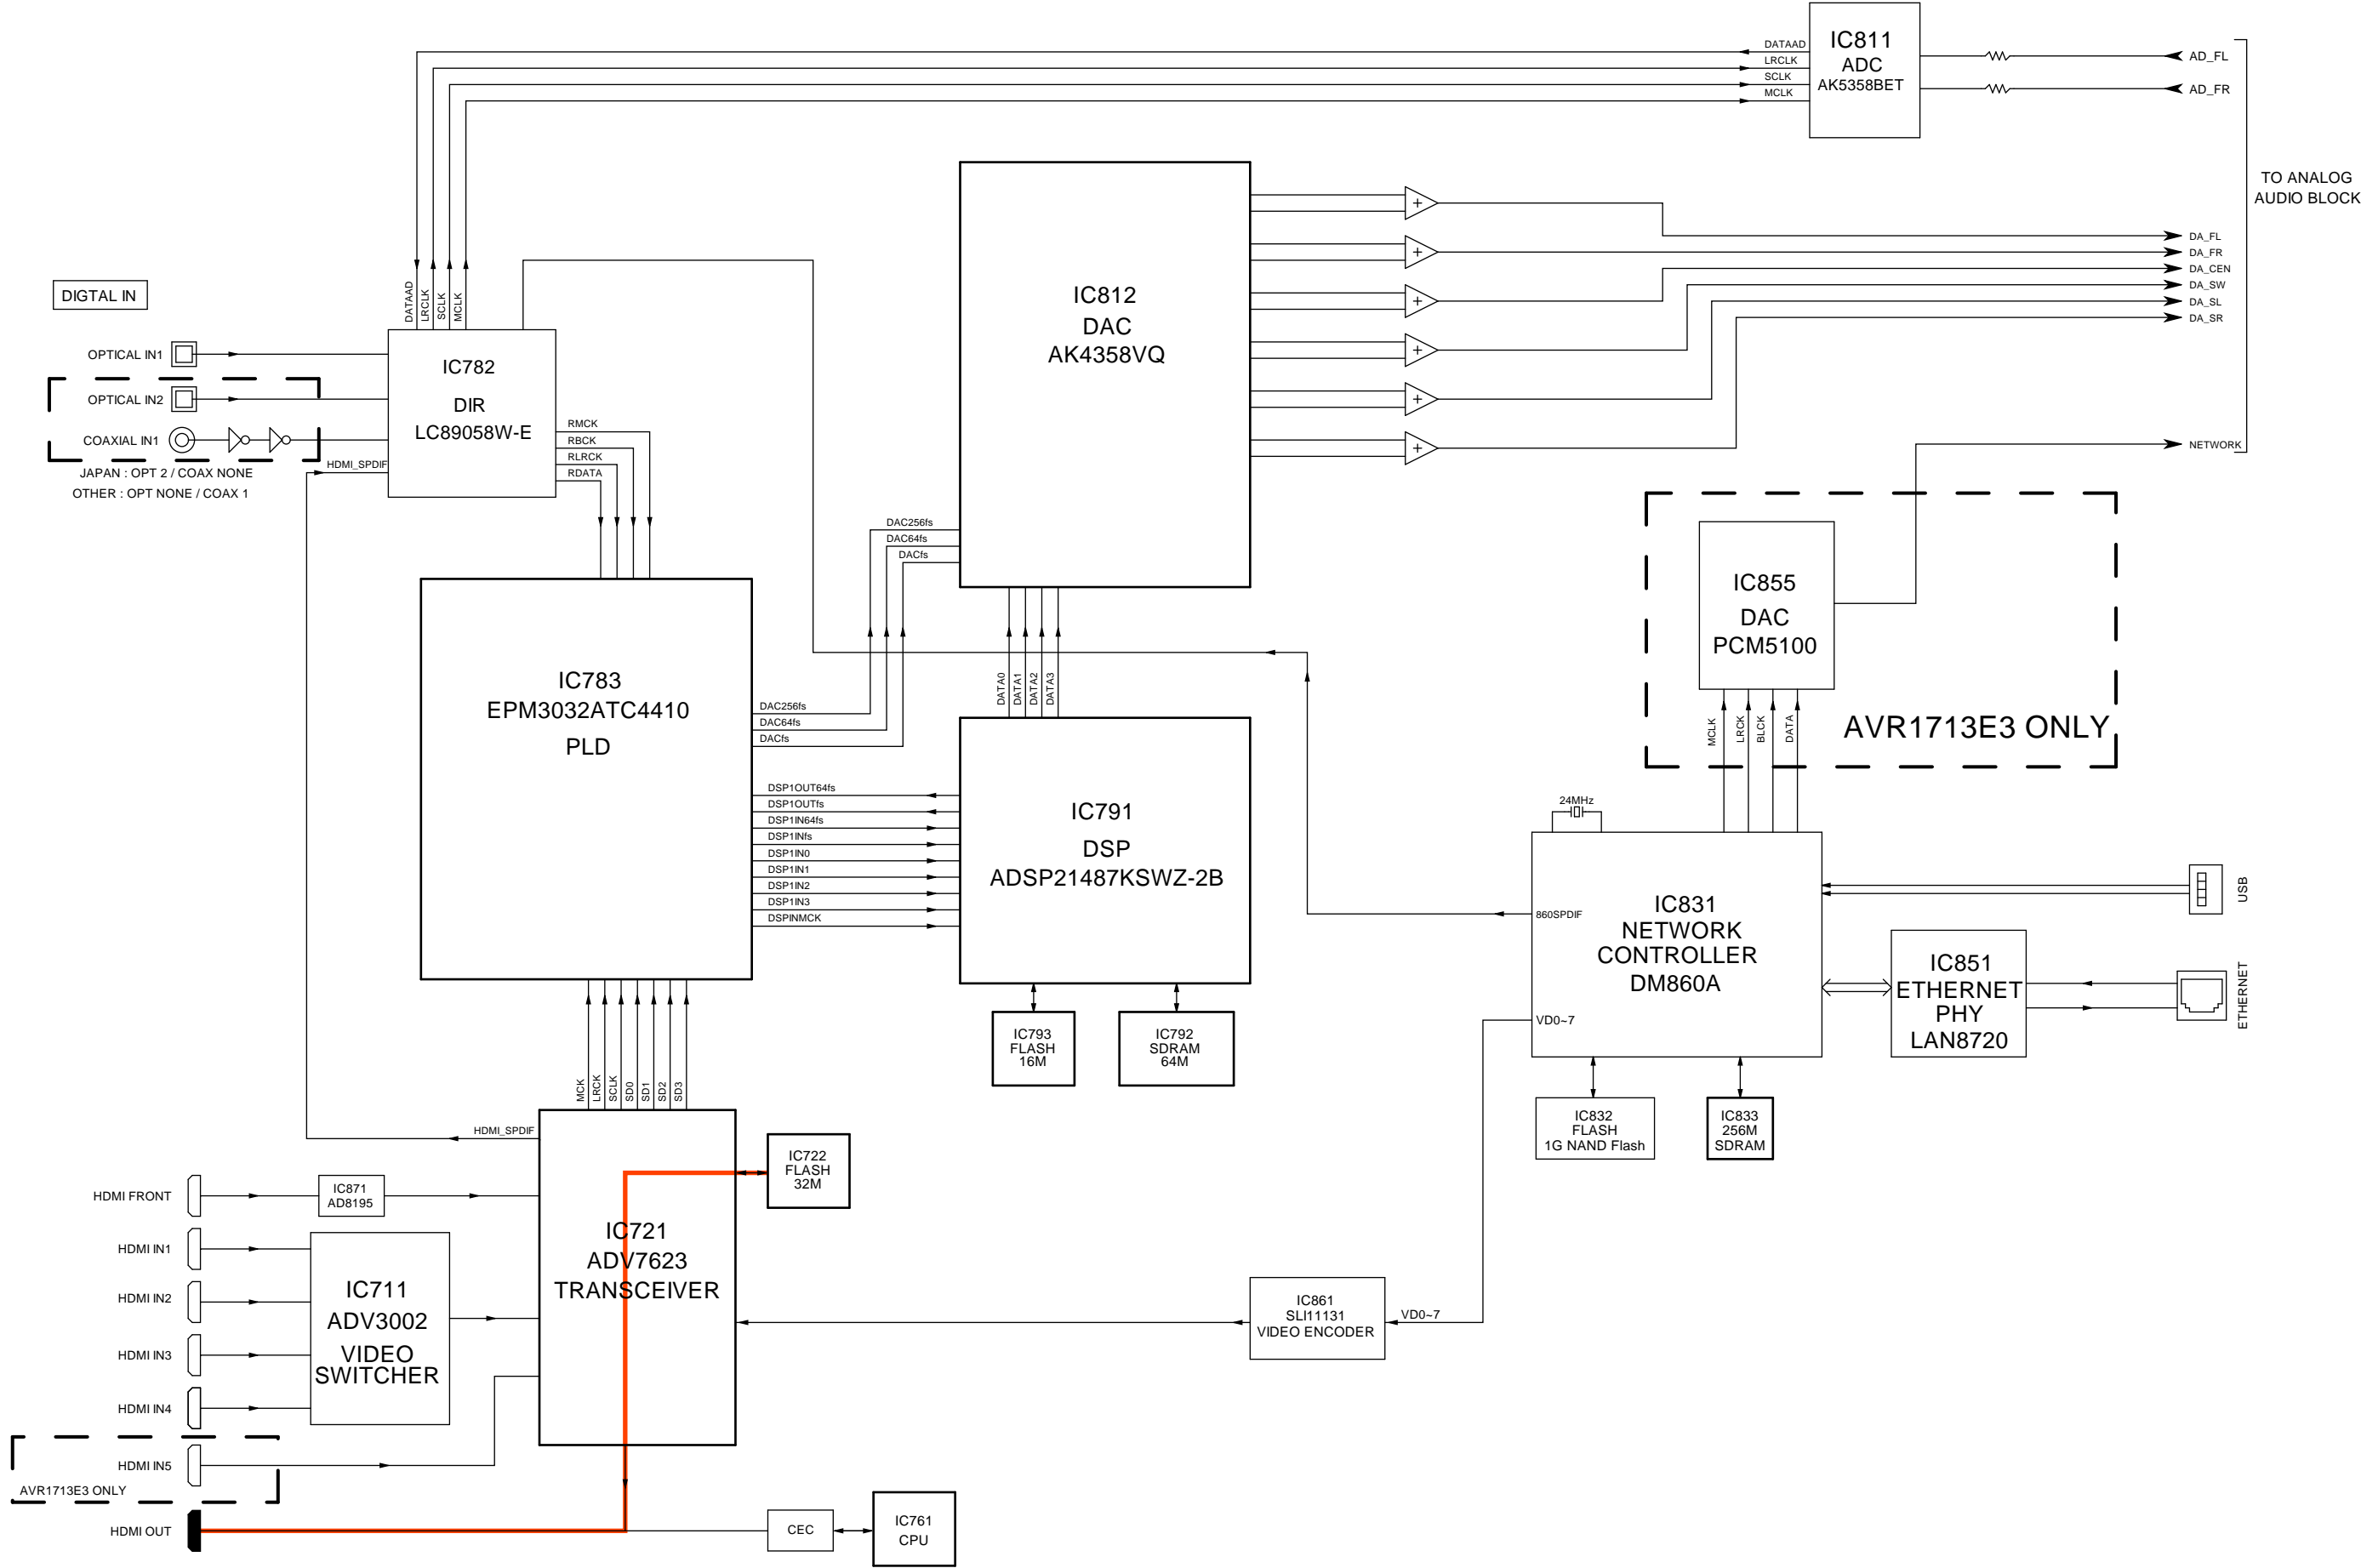 IC811
ADC
AK5358BET
DATAAD
LRCLK
SCLK
MCLK
AD_FL
AD_FR
TO ANALOG
AUDIO BLOCK
DA_FL
DA_FR
DA_CEN
DA_SW
DA_SL
DA_SR
NETWORK
DIGTAL IN
DATAAD
LRCLK
SCLK
MCLK
OPTICAL IN1
OPTICAL IN2
COAXIAL IN1
JAPAN : OPT 2 / COAX NONE
OTHER : OPT NONE / COAX 1
HDMI_SPDIF
IC782
DIR
LC89058W-E
RMCK
RBCK
RLRCK
RDATA
IC812
DAC
AK4358VQ
DAC256fs
DAC64fs
DACfs
IC855
DAC
PCM5100
MCLK
LRCK
BLCK
DATA
AVR1713E3 ONLY
IC783
EPM3032ATC4410
PLD
DAC256fs
DAC64fs
DACfs
DSP1OUT64fs
DSP1OUTfs
DSP1IN64fs
DSP1INfs
DSP1IN0
DSP1IN1
DSP1IN2
DSP1IN3
DSPINMCK
DATA0
DATA1
DATA2
DATA3
IC791
DSP
ADSP21487KSWZ-2B
IC793
FLASH
16M
IC792
SDRAM
64M
24MHz
860SPDIF
IC831
NETWORK
CONTROLLER
DM860A
VD0~7
USB
IC851
ETHERNET
PHY
LAN8720
ETHERNET
IC832
FLASH
1G NAND Flash
IC833
256M
SDRAM
MCK
LRCK
SCLK
SD0
SD1
SD2
SD3
HDMI_SPDIF
IC722
FLASH
32M
HDMI FRONT
IC871
AD8195
HDMI IN1
HDMI IN2
HDMI IN3
HDMI IN4
IC711
ADV3002
VIDEO
SWITCHER
IC721
ADV7623
TRANSCEIVER
IC861
SLI11131
VIDEO ENCODER
VD0~7
HDMI IN5
AVR1713E3 ONLY
HDMI OUT
CEC
IC761
CPU